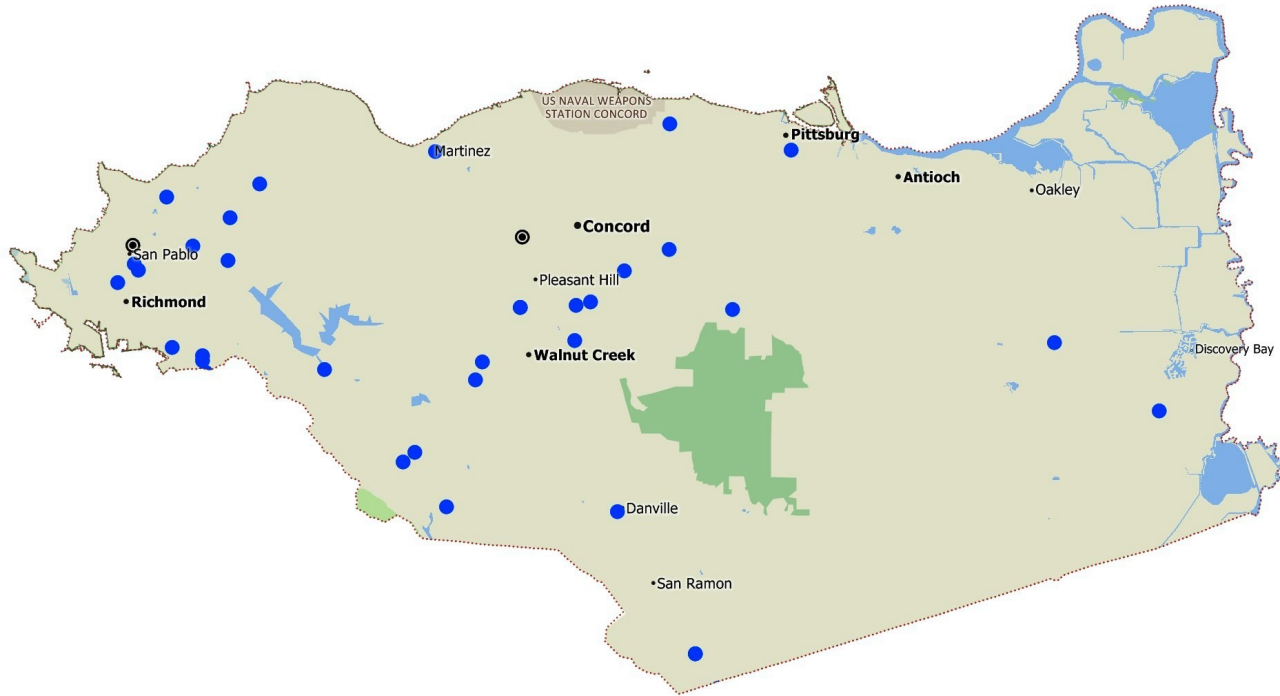 US NAVAL WEAPONS
STATION CONCORD
Pittsburg
Martinez
Antioch
Oakley
Concord
San Pablo
Pleasant Hill
Richmond
Discovery Bay
Walnut Creek
Danville
San Ramon